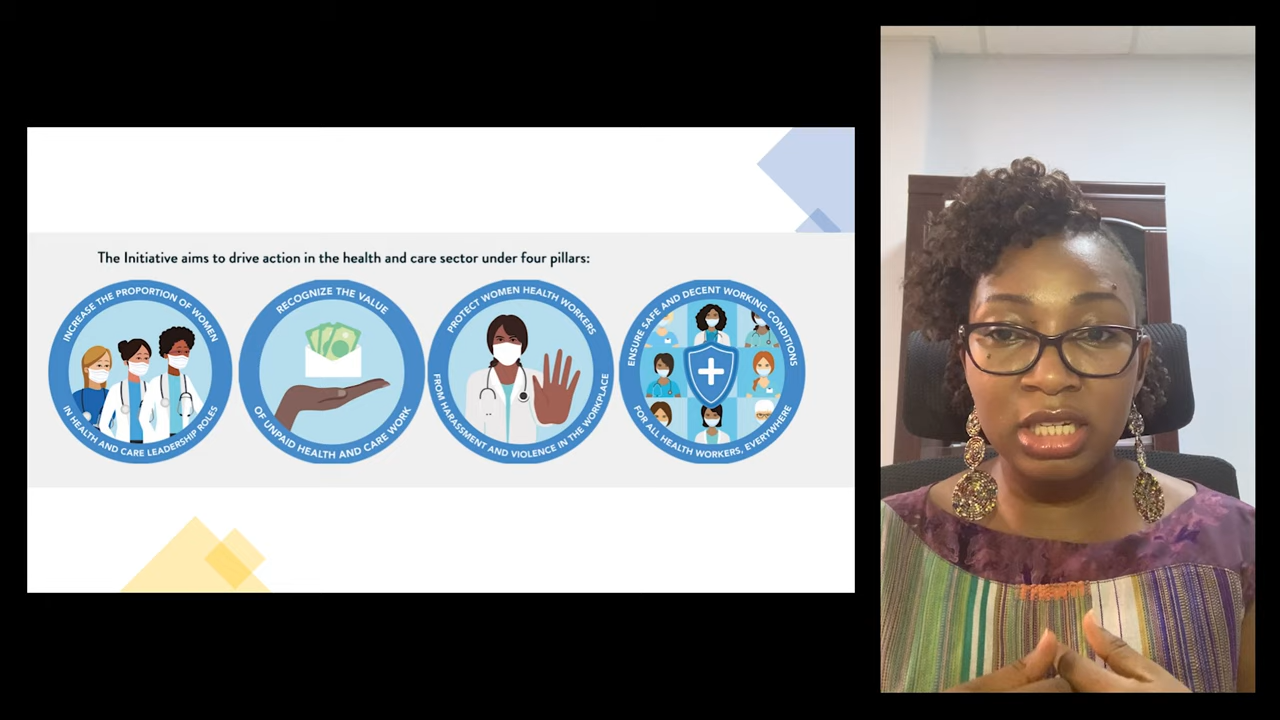 The Initiative aims to drive action in the health and care sector under four pillars:
INCREASE THE PROPORTION OF WOMEN
IN HEALTH AND CARE LEADERSHIP ROLES
RECOGNIZE THE VALUE
OF UNPAID HEALTH AND CARE WORK
PROTECT WOMEN HEALTH WORKERS
FROM HARASSMENT AND VIOLENCE IN THE WORKPLACE
ENSURE SAFE AND DECENT WORKING CONDITIONS
FOR ALL HEALTH WORKERS, EVERYWHERE